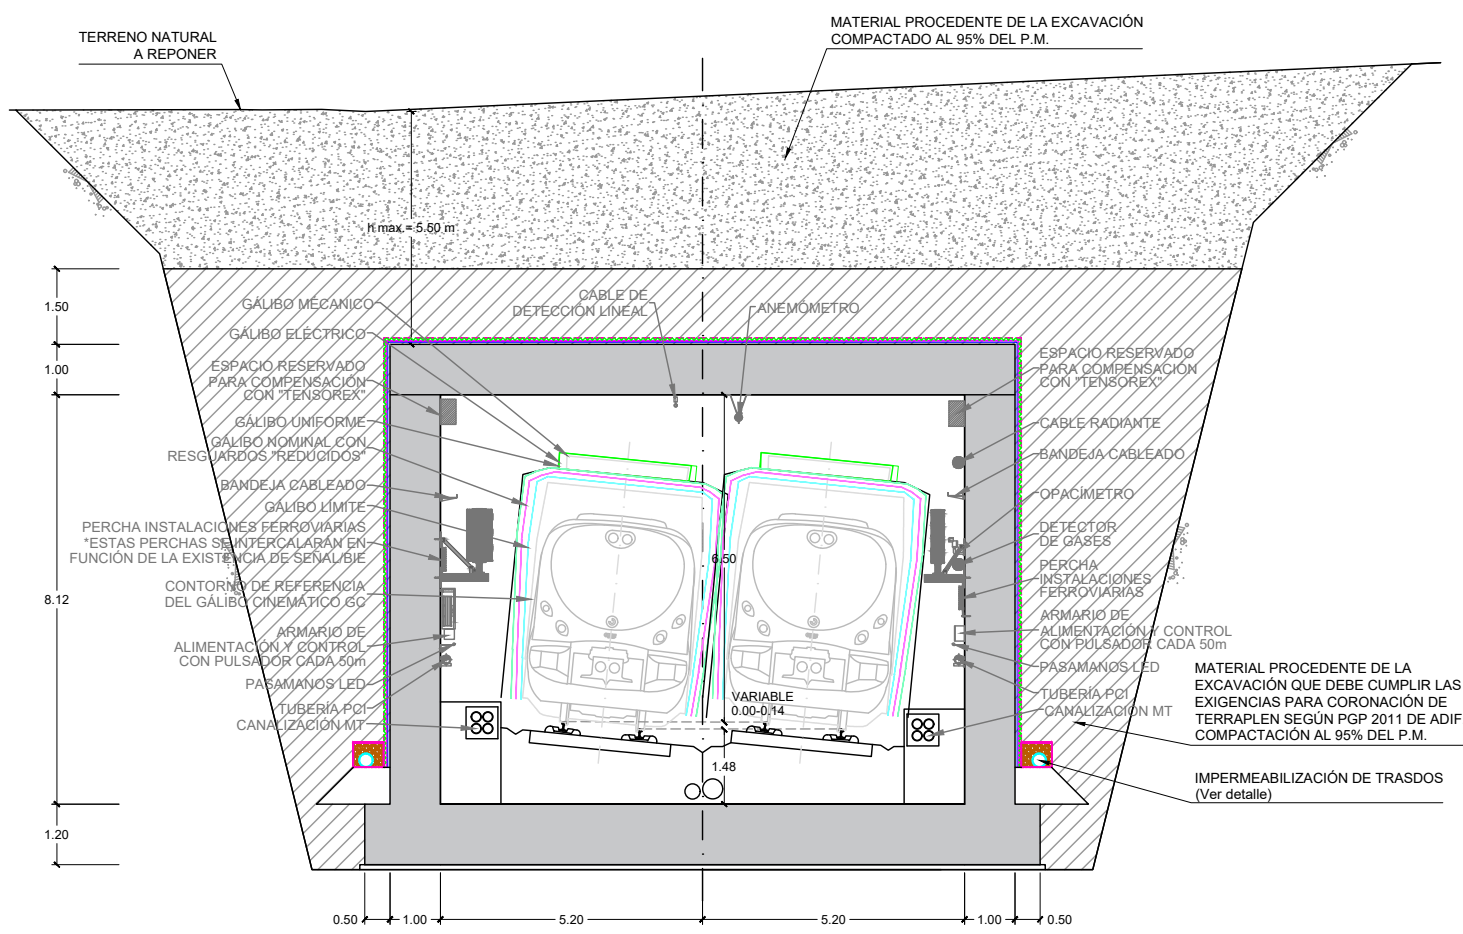 TERRENO NATURAL
A REPONER
MATERIAL PROCEDENTE DE LA EXCAVACIÓN
COMPACTADO AL 95% DEL P.M.
h max.= 5.60 m
1.50
1.00
8.12
1.20
GÁLIBO MECÁNICO
GÁLIBO ELÉCTRICO
ESPACIO RESERVADO
PARA COMPENSACIÓN
CON "TENSOREX"
GÁLIBO UNIFORME
GÁLIBO NOMINAL CON
RESGUARDOS "REDUCIDOS"
BANDEJA CABLEADO
GÁLIBO LÍMITE
PERCHA INSTALACIONES FERROVIARIAS
*ESTAS PERCHAS SE INTERCALARÁN EN
FUNCIÓN DE LA EXISTENCIA DE SEÑAL/BIE
CONTORNO DE REFERENCIA
DEL GÁLIBO CINEMÁTICO GC
ARMARIO DE
ALIMENTACIÓN Y CONTROL
CON PULSADOR CADA 50m
PASAMANOS LED
TUBERÍA PCI
CANALIZACIÓN MT
CABLE DE
DETECCIÓN LINEAL
ANEMÓMETRO
6.50
VARIABLE
0.00-0.14
1.48
ESPACIO RESERVADO
PARA COMPENSACIÓN
CON "TENSOREX"
CABLE RADIANTE
BANDEJA CABLEADO
OPACÍMETRO
DETECTOR
DE GASES
PERCHA
INSTALACIONES
FERROVIARIAS
ARMARIO DE
ALIMENTACIÓN Y CONTROL
CON PULSADOR CADA 50m
PASAMANOS LED
TUBERÍA PCI
CANALIZACIÓN MT
MATERIAL PROCEDENTE DE LA
EXCAVACIÓN QUE DEBE CUMPLIR LAS
EXIGENCIAS PARA CORONACIÓN DE
TERRAPLEN SEGÚN PGP 2011 DE ADIF
COMPACTACIÓN AL 95% DEL P.M.
IMPERMEABILIZACIÓN DE TRASDOS
(Ver detalle)
0.50
1.00
5.20
5.20
1.00
0.50